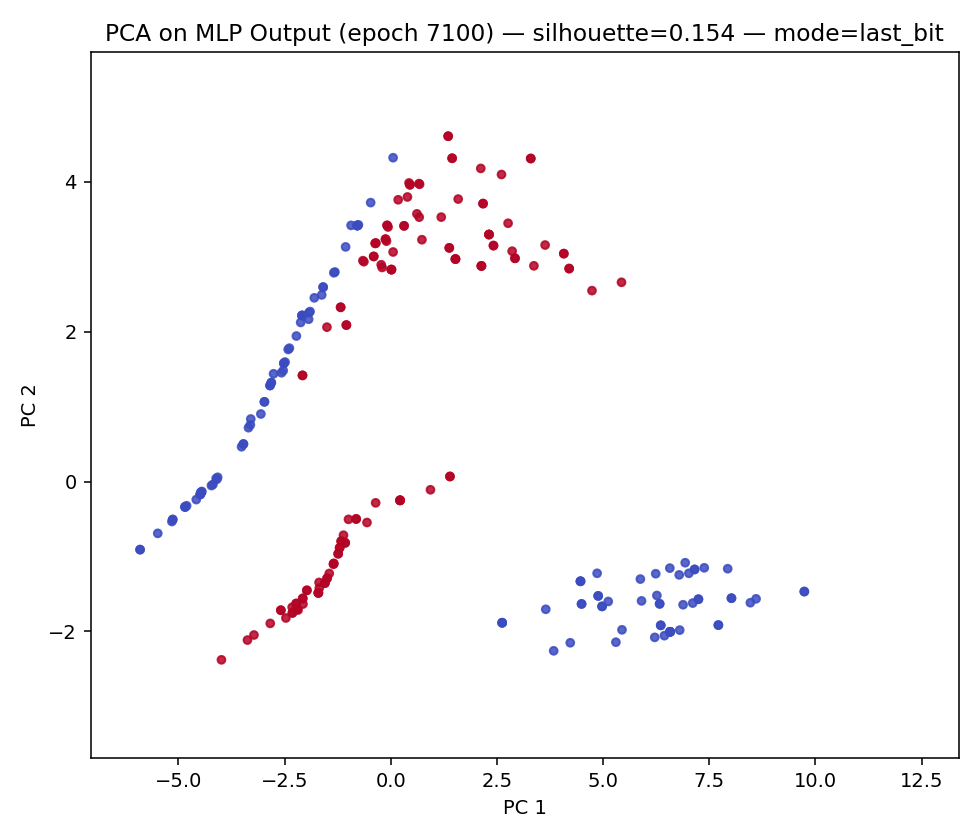 PCA on MLP Output (epoch 7100) — silhouette=0.154 — mode=last_bit
PC 2
4
2
0
−2
−5.0 −2.5 0.0 2.5 5.0 7.5 10.0 12.5
PC 1